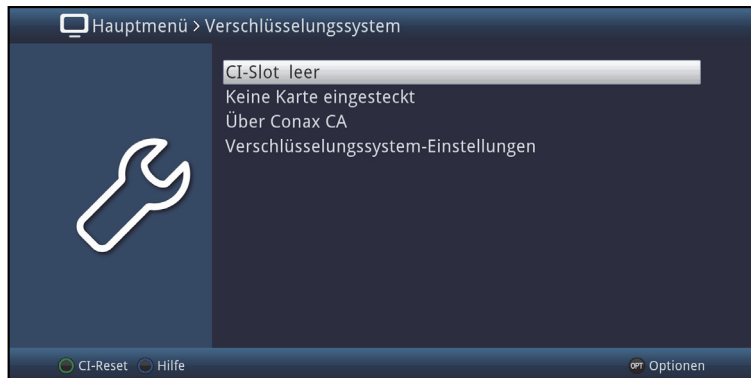 Hauptmenü > Verschlüsselungssystem
CI-Slot leer
Keine Karte eingesteckt
Über Conax CA
Verschlüsselungssystem-Einstellungen
CI-Reset Hilfe OPT Optionen